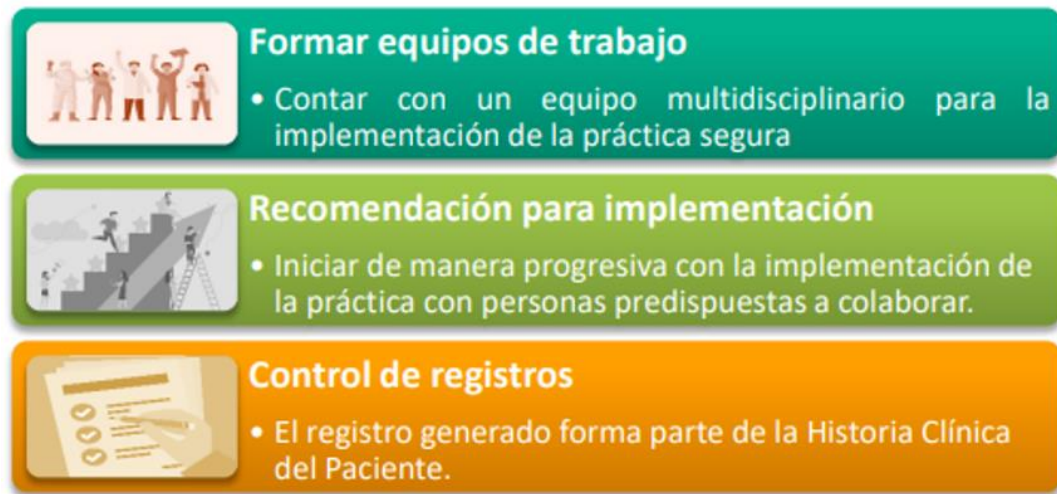 Formar equipos de trabajo
• Contar con un equipo multidisciplinario para la
implementación de la práctica segura
Recomendación para implementación
• Iniciar de manera progresiva con la implementación de
la práctica con personas predispuestas a colaborar.
Control de registros
• El registro generado forma parte de la Historia Clínica
del Paciente.